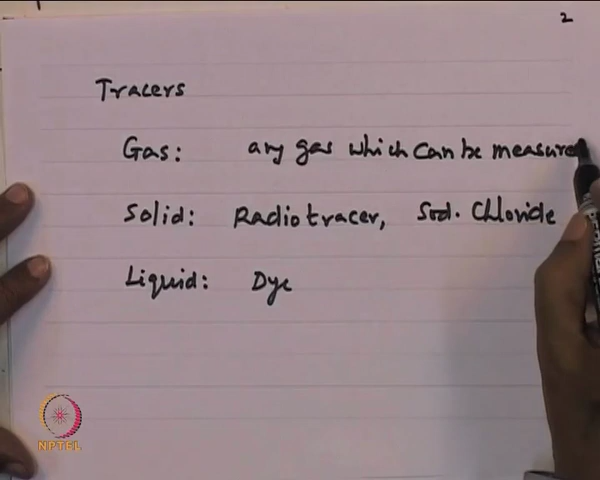 2
Tracers
Gas: any gas which can be measured
Solid: Radiotracer, Sod. Chloride
Liquid: Dye
NPTEL